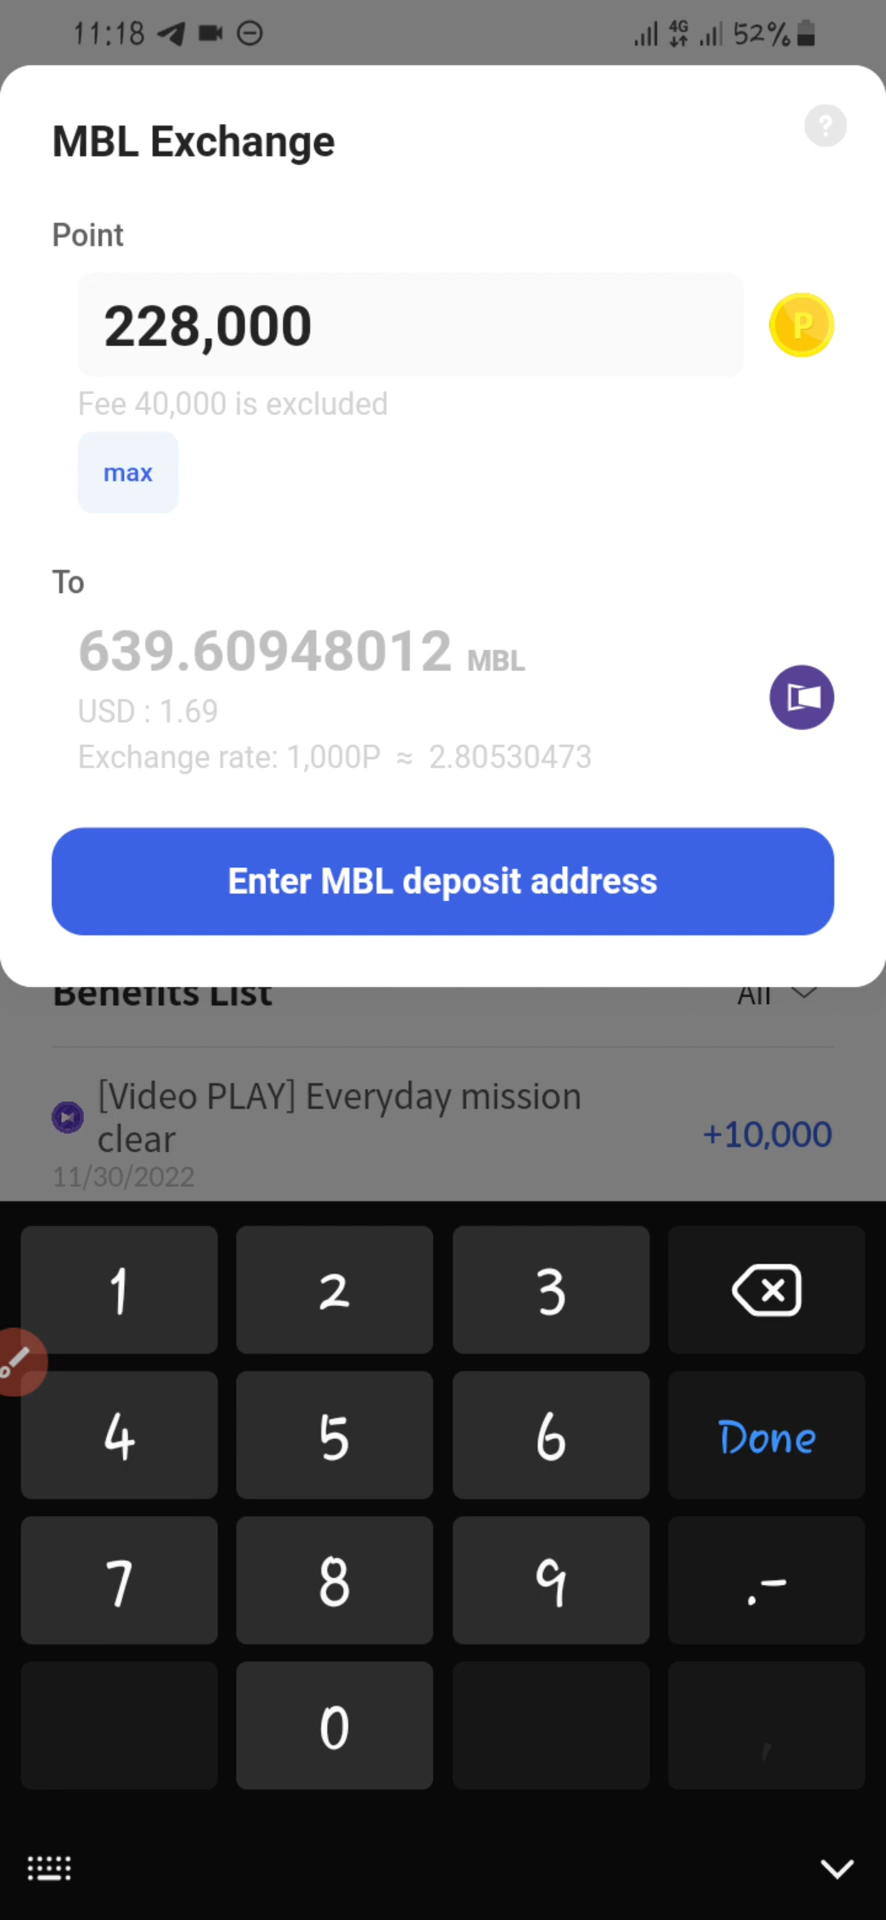 11:18
4G
52%
MBL Exchange
?
Point
228,000
P
Fee 40,000 is excluded
max
To
639.60948012 MBL
USD : 1.69
Exchange rate: 1,000P ≈ 2.80530473
Enter MBL deposit address
Benefits List
All
[Video PLAY] Everyday mission
clear
+10,000
11/30/2022
1 2 3
4 5 6 Done
7 8 9 .-
0 ,